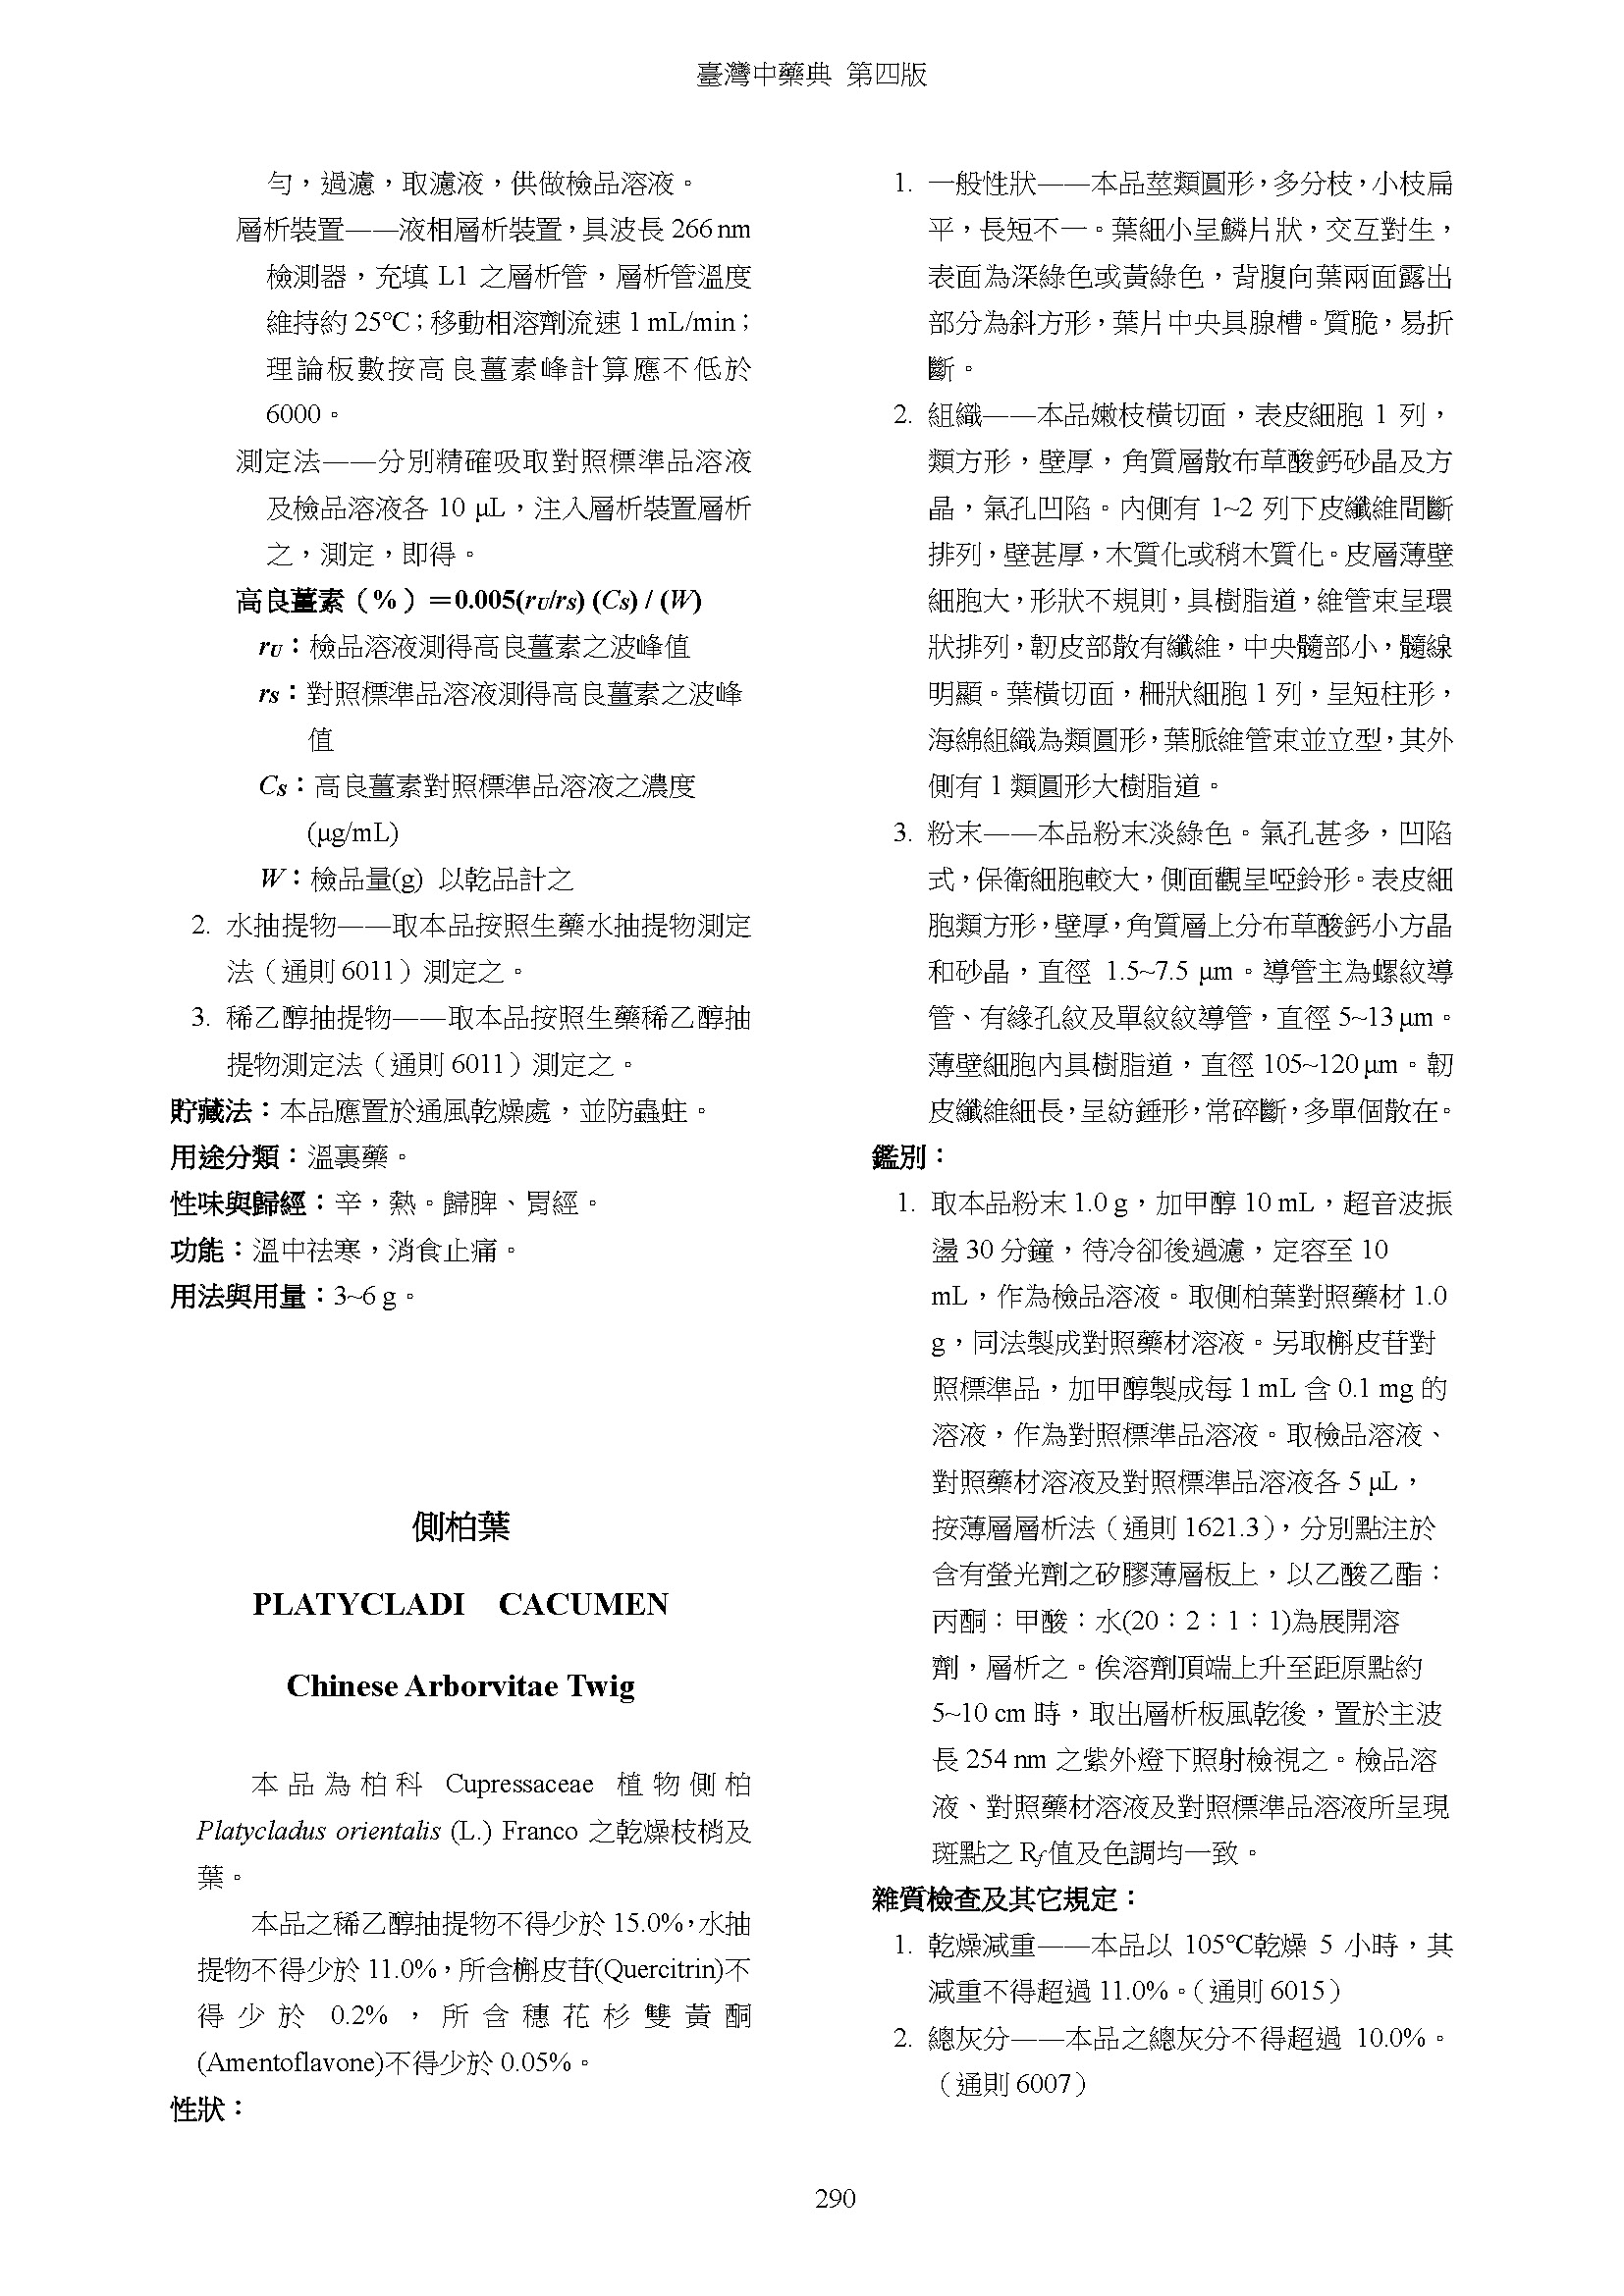 臺灣中藥典 第四版
勻，過濾，取濾液，供做檢品溶液。
層析裝置——液相層析裝置，具波長 266 nm
檢測器，充填 L1 之層析管，層析管溫度
維持約 25℃；移動相溶劑流速 1 mL/min；
理論板數按高良薑素峰計算應不低於
6000。
測定法——分別精確吸取對照標準品溶液
及檢品溶液各 10 μL，注入層析裝置層析
之，測定，即得。
高良薑素（%）＝0.005(rU/rS) (CS) / (W)
rU：檢品溶液測得高良薑素之波峰值
rS：對照標準品溶液測得高良薑素之波峰
值
CS：高良薑素對照標準品溶液之濃度
(μg/mL)
W：檢品量(g) 以乾品計之
2. 水抽提物——取本品按照生藥水抽提物測定
法（通則 6011）測定之。
3. 稀乙醇抽提物——取本品按照生藥稀乙醇抽
提物測定法（通則 6011）測定之。
貯藏法：本品應置於通風乾燥處，並防蟲蛀。
用途分類：溫裏藥。
性味與歸經：辛，熱。歸脾、胃經。
功能：溫中祛寒，消食止痛。
用法與用量：3~6 g。
側柏葉
PLATYCLADI CACUMEN
Chinese Arborvitae Twig
本品為柏科 Cupressaceae 植物側柏
Platycladus orientalis (L.) Franco 之乾燥枝梢及
葉。
本品之稀乙醇抽提物不得少於 15.0%，水抽
提物不得少於 11.0%，所含槲皮苷(Quercitrin)不
得少於 0.2%，所含穗花杉雙黃酮
(Amentoflavone)不得少於 0.05%。
性狀：
1. 一般性狀——本品莖類圓形，多分枝，小枝扁
平，長短不一。葉細小呈鱗片狀，交互對生，
表面為深綠色或黃綠色，背腹向葉兩面露出
部分為斜方形，葉片中央具腺槽。質脆，易折
斷。
2. 組織——本品嫩枝橫切面，表皮細胞 1 列，
類方形，壁厚，角質層散布草酸鈣砂晶及方
晶，氣孔凹陷。內側有 1~2 列下皮纖維間斷
排列，壁甚厚，木質化或稍木質化。皮層薄壁
細胞大，形狀不規則，具樹脂道，維管束呈環
狀排列，韌皮部散有纖維，中央髓部小，髓線
明顯。葉橫切面，柵狀細胞 1 列，呈短柱形，
海綿組織為類圓形，葉脈維管束並立型，其外
側有 1 類圓形大樹脂道。
3. 粉末——本品粉末淡綠色。氣孔甚多，凹陷
式，保衛細胞較大，側面觀呈啞鈴形。表皮細
胞類方形，壁厚，角質層上分布草酸鈣小方晶
和砂晶，直徑 1.5~7.5 μm。導管主為螺紋導
管、有緣孔紋及單紋紋導管，直徑 5~13 μm。
薄壁細胞內具樹脂道，直徑 105~120 μm。韌
皮纖維細長，呈紡錘形，常碎斷，多單個散在。
鑑別：
1. 取本品粉末 1.0 g，加甲醇 10 mL，超音波振
盪 30 分鐘，待冷卻後過濾，定容至 10
mL，作為檢品溶液。取側柏葉對照藥材 1.0
g，同法製成對照藥材溶液。另取槲皮苷對
照標準品，加甲醇製成每 1 mL 含 0.1 mg 的
溶液，作為對照標準品溶液。取檢品溶液、
對照藥材溶液及對照標準品溶液各 5 μL，
按薄層層析法（通則 1621.3），分別點注於
含有螢光劑之矽膠薄層板上，以乙酸乙酯：
丙酮：甲酸：水(20：2：1：1)為展開溶
劑，層析之。俟溶劑頂端上升至距原點約
5~10 cm 時，取出層析板風乾後，置於主波
長 254 nm 之紫外燈下照射檢視之。檢品溶
液、對照藥材溶液及對照標準品溶液所呈現
斑點之 Rf值及色調均一致。
雜質檢查及其它規定：
1. 乾燥減重——本品以 105℃乾燥 5 小時，其
減重不得超過 11.0%。（通則 6015）
2. 總灰分——本品之總灰分不得超過 10.0%。
（通則 6007）
290